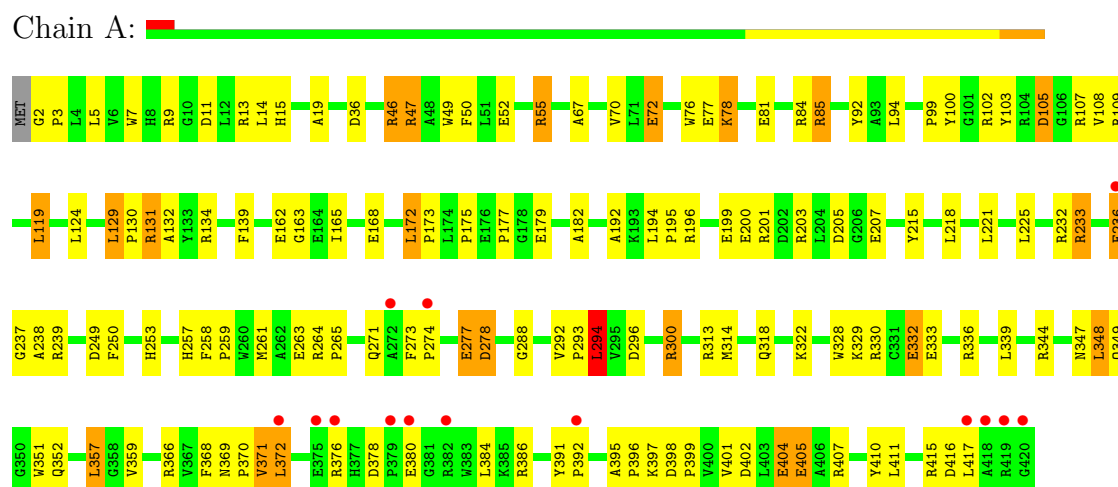 Chain A:
MET G2 P3 L4 L5 V6 W7 H8 R9 G10 D11 L12 R13 L14 H15 A19 D36 R46 R47 A48 W49 F50 L51 E52 R55 A67 V70 L71 E72 W76 E77 K78 E81 R84 R85 Y92 A93 L94 P99 Y100 G101 R102 Y103 R104 D105 G106 R107 V108 R109
L119 L124 L129 P130 R131 A132 Y133 R134 F139 E162 G163 E164 I165 E168 L172 P173 L174 P175 E176 P177 G178 E179 A182 A192 K193 L194 P195 R196 E199 E200 R201 D202 R203 L204 D205 G206 E207 Y215 L218 L221 L225 R232 R233 E236
G237 A238 R239 D249 F250 H253 H257 F258 P259 W260 M261 A262 E263 R264 P265 Q271 A272 F273 P274 E277 D278 G288 V292 P293 L294 V295 D296 R300 R313 M314 Q318 K322 W328 K329 R330 C331 E332 E333 R336 L339 R344 N347 L348
G350 W351 Q352 L357 G358 V359 R366 V367 F368 N369 P370 V371 L372 E375 R376 H377 D378 P379 E380 G381 R382 W383 L384 K385 R386 Y391 P392 A395 P396 K397 D398 P399 V400 V401 D402 L403 E404 E405 A406 R407 Y410 L411 R415 D416 L417 A418 R419 G420